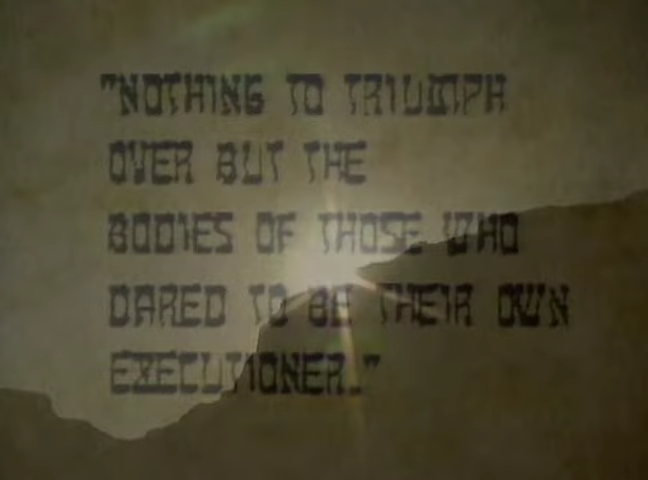 "NOTHING TO TRIUMPH
OVER BUT THE
BODIES OF THOSE WHO
DARED TO BE THEIR OWN
EXECUTIONER."